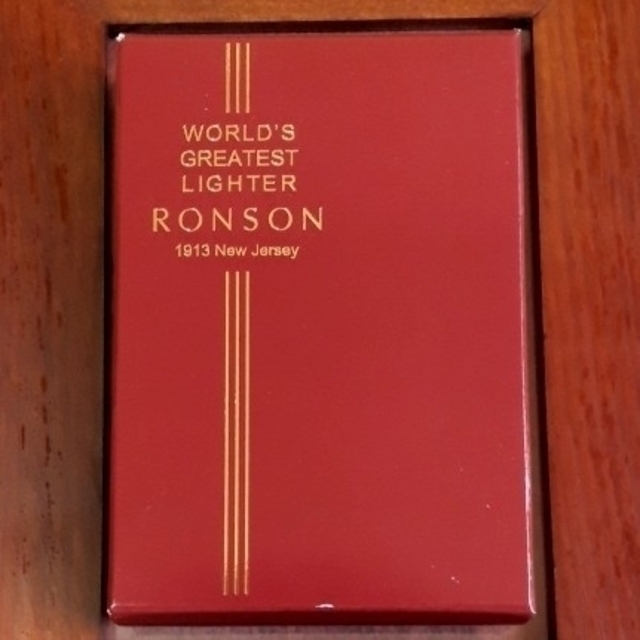 WORLD'S
GREATEST
LIGHTER
RONSON
1913 New Jersey